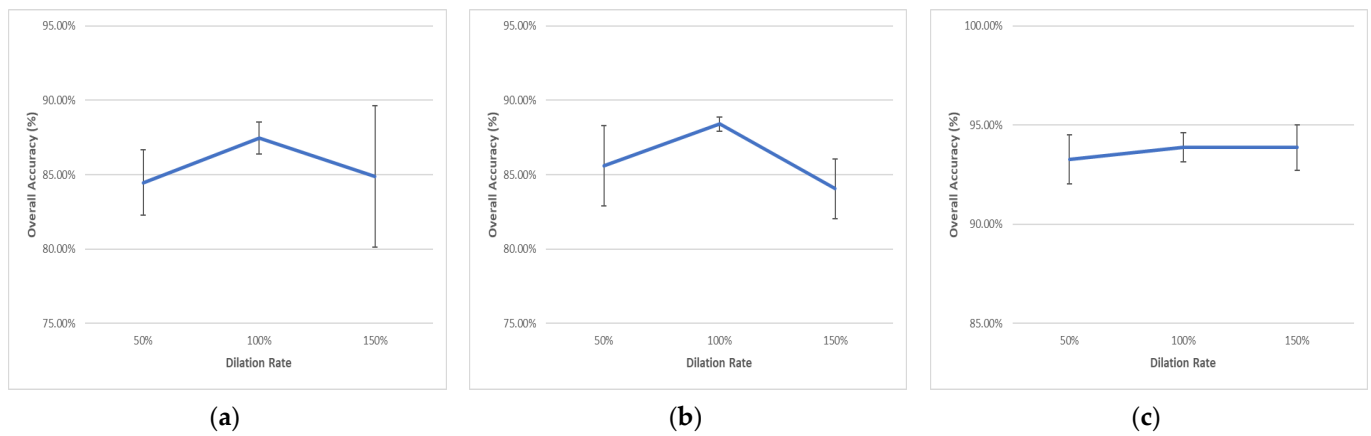 95.00%
90.00%
85.00%
80.00%
75.00%
Overall Accuracy (%)
50%
100%
150%
Dilation Rate
(a)
95.00%
90.00%
85.00%
80.00%
75.00%
Overall Accuracy (%)
50%
100%
150%
Dilation Rate
(b)
100.00%
95.00%
90.00%
85.00%
Overall Accuracy (%)
50%
100%
150%
Dilation Rate
(c)